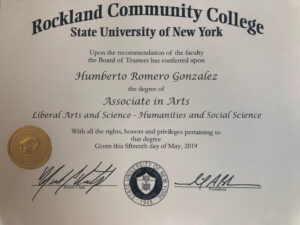 Rockland Community College
State University of New York
Upon the recommendation of the faculty
the Board of Trustees has conferred upon
Humberto Romero Gonzalez
the degree of
Associate in Arts
Liberal Arts and Science - Humanities and Social Science
With all the rights, honors and privileges pertaining to
that degree
Given this fifteenth day of May, 2019
President